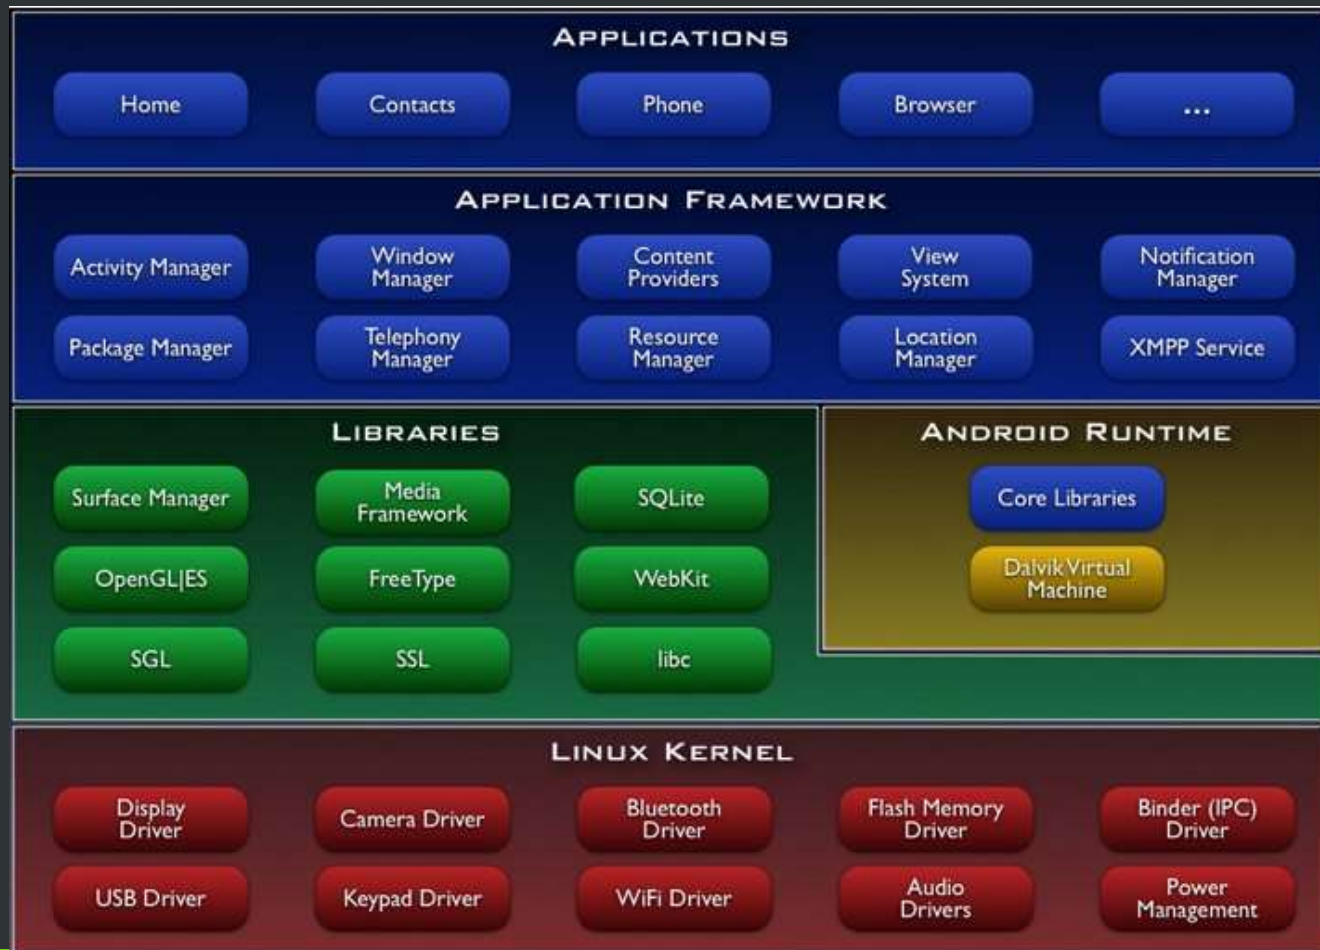 APPLICATIONS
Home
Contacts
Phone
Browser
...
APPLICATION FRAMEWORK
Activity Manager
Window
Manager
Content
Providers
View
System
Notification
Manager
Package Manager
Telephony
Manager
Resource
Manager
Location
Manager
XMPP Service
LIBRARIES
Surface Manager
Media
Framework
SQLite
OpenGL|ES
FreeType
WebKit
SGL
SSL
libc
ANDROID RUNTIME
Core Libraries
Dalvik Virtual
Machine
LINUX KERNEL
Display
Driver
Camera Driver
Bluetooth
Driver
Flash Memory
Driver
Binder (IPC)
Driver
USB Driver
Keypad Driver
WiFi Driver
Audio
Drivers
Power
Management